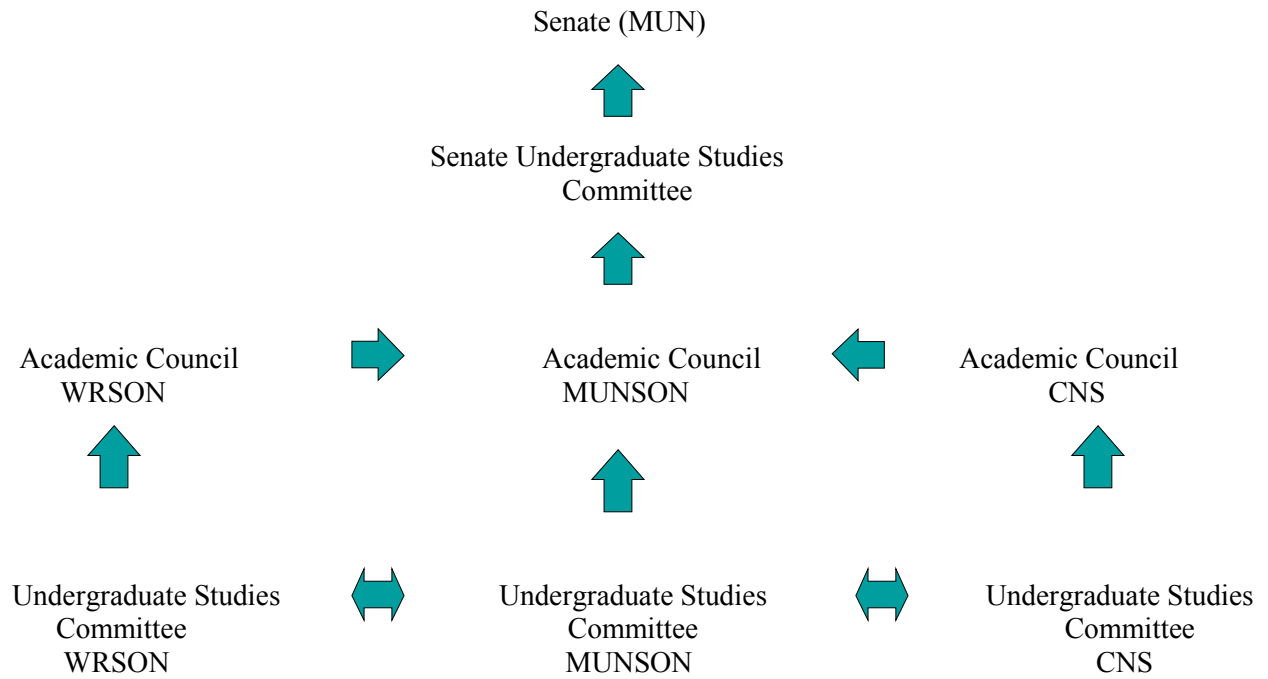 Senate (MUN)
Senate Undergraduate Studies
Committee
Academic Council
WRSON
Academic Council
MUNSON
Academic Council
CNS
Undergraduate Studies
Committee
WRSON
Undergraduate Studies
Committee
MUNSON
Undergraduate Studies
Committee
CNS